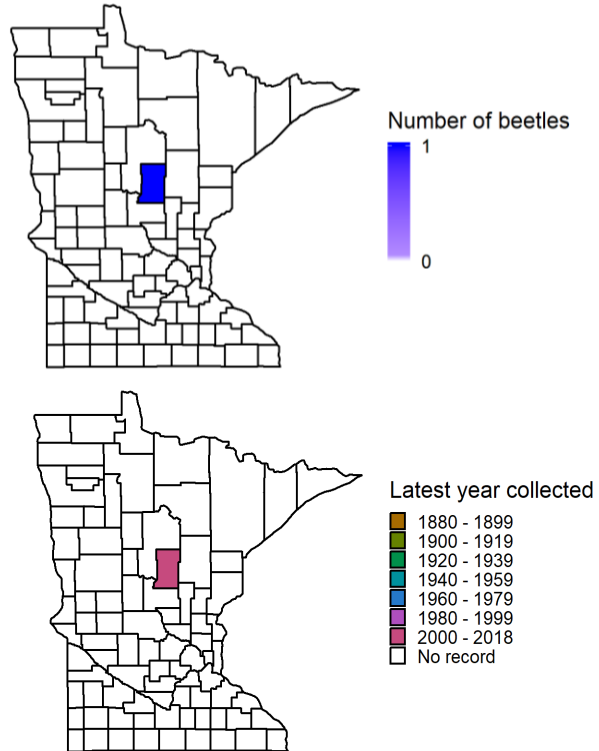 Number of beetles
1
0
Latest year collected
1880 - 1899
1900 - 1919
1920 - 1939
1940 - 1959
1960 - 1979
1980 - 1999
2000 - 2018
No record